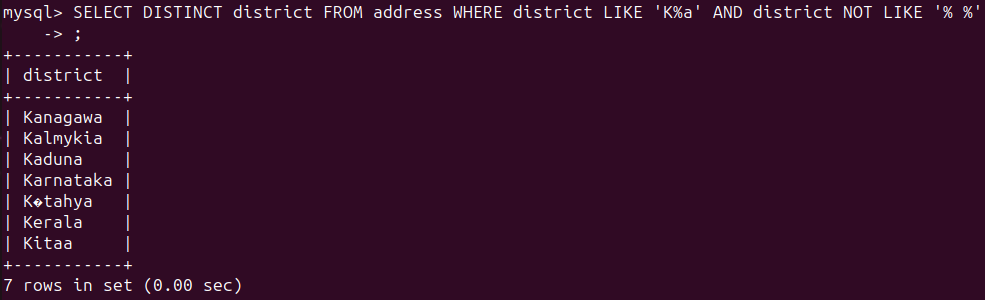 mysql> SELECT DISTINCT district FROM address WHERE district LIKE 'K%a' AND district NOT LIKE '% %'
    -> ;
+-----------+
| district  |
+-----------+
| Kanagawa  |
| Kalmykia  |
| Kaduna    |
| Karnataka |
| K�tahya   |
| Kerala    |
| Kitaa     |
+-----------+
7 rows in set (0.00 sec)